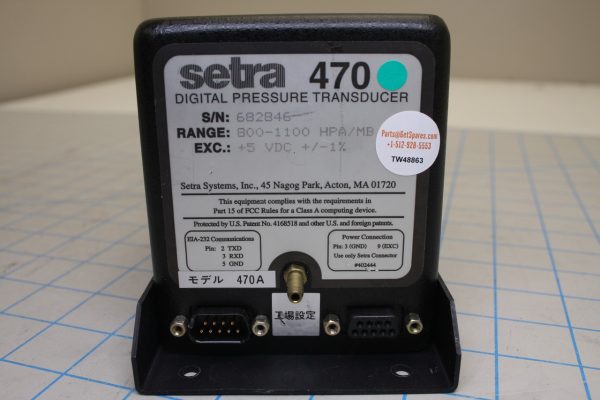 setra 470
DIGITAL PRESSURE TRANSDUCER
S/N: 682846
RANGE: 800-1100 HPA/MB
EXC.: +5 VDC +/-1%
Parts@GetSpares.com
+1-512-928-5553
TW48863
Setra Systems, Inc., 45 Nagog Park, Acton, MA 01720
This equipment complies with the requirements in
Part 15 of FCC Rules for a Class A computing device.
Protected by U.S. Patent No. 4168518 and other U.S. and foreign patents.
EIA-232 Communications
Pin: 2 TXD
3 RXD
5 GND
Power Connection
Pin: 3 (GND) 9 (EXC)
Use only Setra Connector
#402444
モデル 470A
工場設定